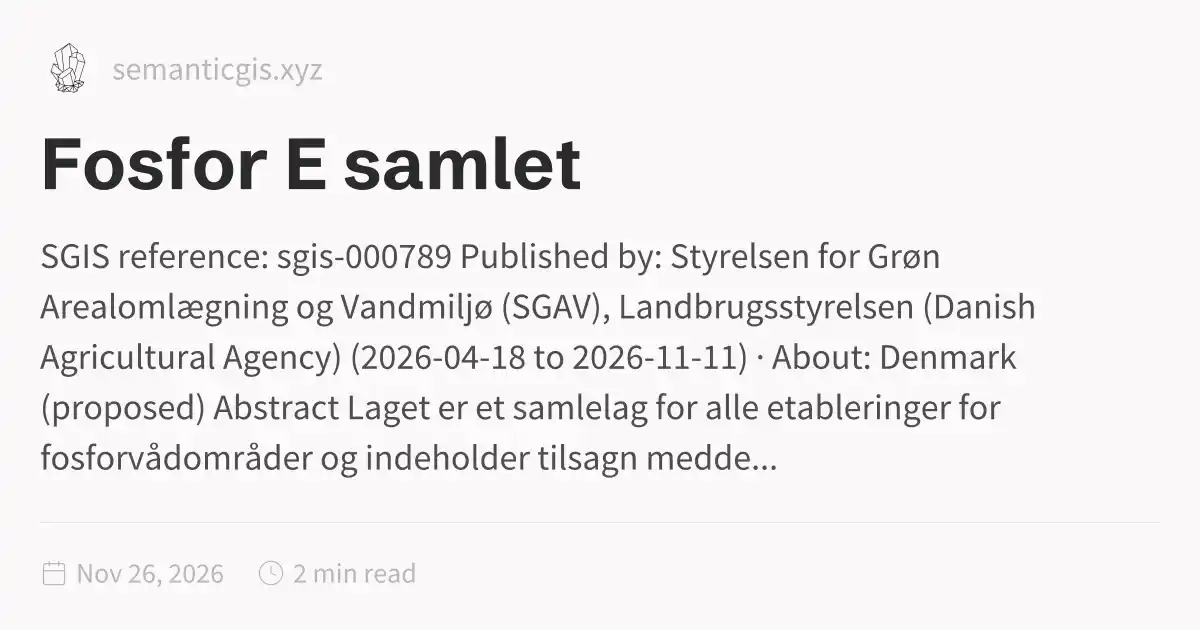 semanticgis.xyz
Fosfor E samlet
SGIS reference: sgis-000789 Published by: Styrelsen for Grøn
Arealomlægning og Vandmiljø (SGAV), Landbrugsstyrelsen (Danish
Agricultural Agency) (2026-04-18 to 2026-11-11) · About: Denmark
(proposed) Abstract Laget er et samlelag for alle etableringer for
fosforvådområder og indeholder tilsagn medde...
Nov 26, 2026 2 min read